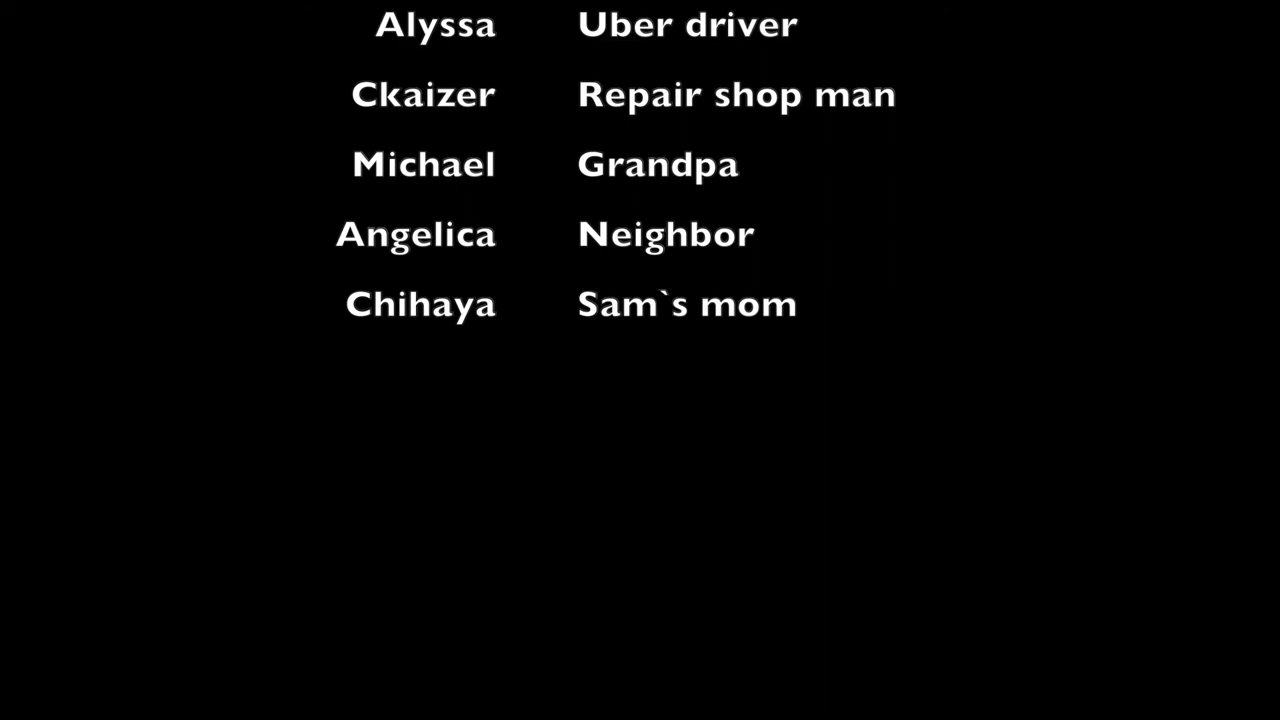 Alyssa Uber driver
Ckaizer Repair shop man
Michael Grandpa
Angelica Neighbor
Chihaya Sam`s mom